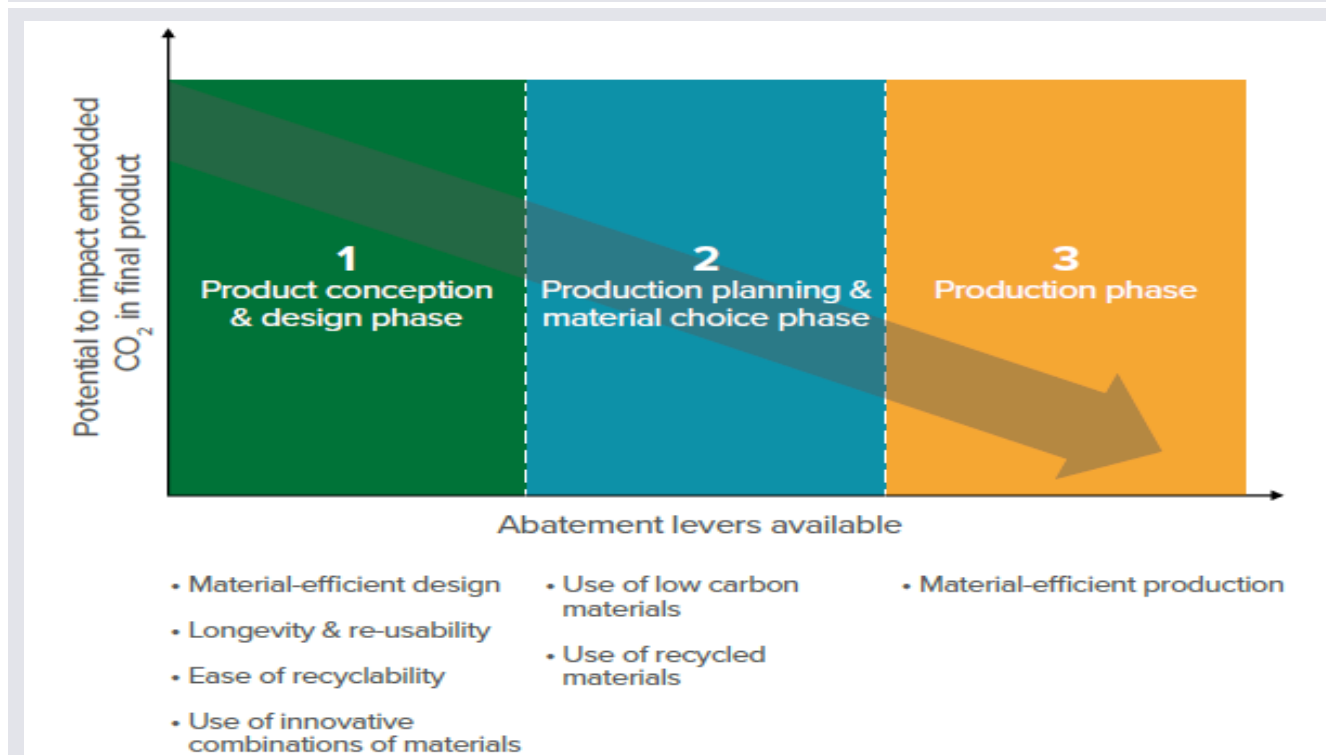 Potential to impact embedded
CO₂ in final product
1
Product conception
& design phase
2
Production planning &
material choice phase
3
Production phase
Abatement levers available
• Material-efficient design
• Longevity & re-usability
• Ease of recyclability
• Use of innovative
combinations of materials
• Use of low carbon
materials
• Use of recycled
materials
• Material-efficient production